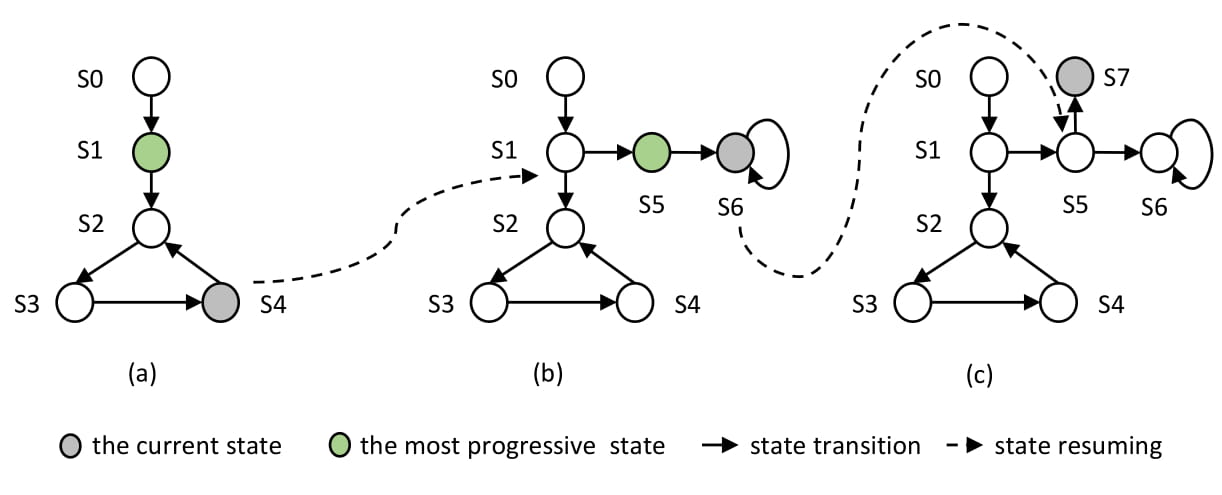 S0 S0 S0 S7
S1 S1 S1
S5 S6 S5 S6
S2 S2 S2
S3 S4 S3 S4 S3 S4
(a) (b) (c)
the current state the most progressive state state transition state resuming